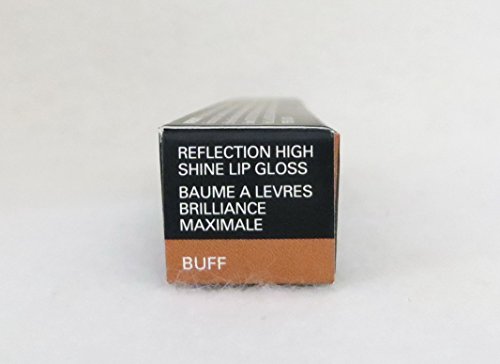 REFLECTION HIGH
SHINE LIP GLOSS
BAUME A LEVRES
BRILLIANCE
MAXIMALE
BUFF